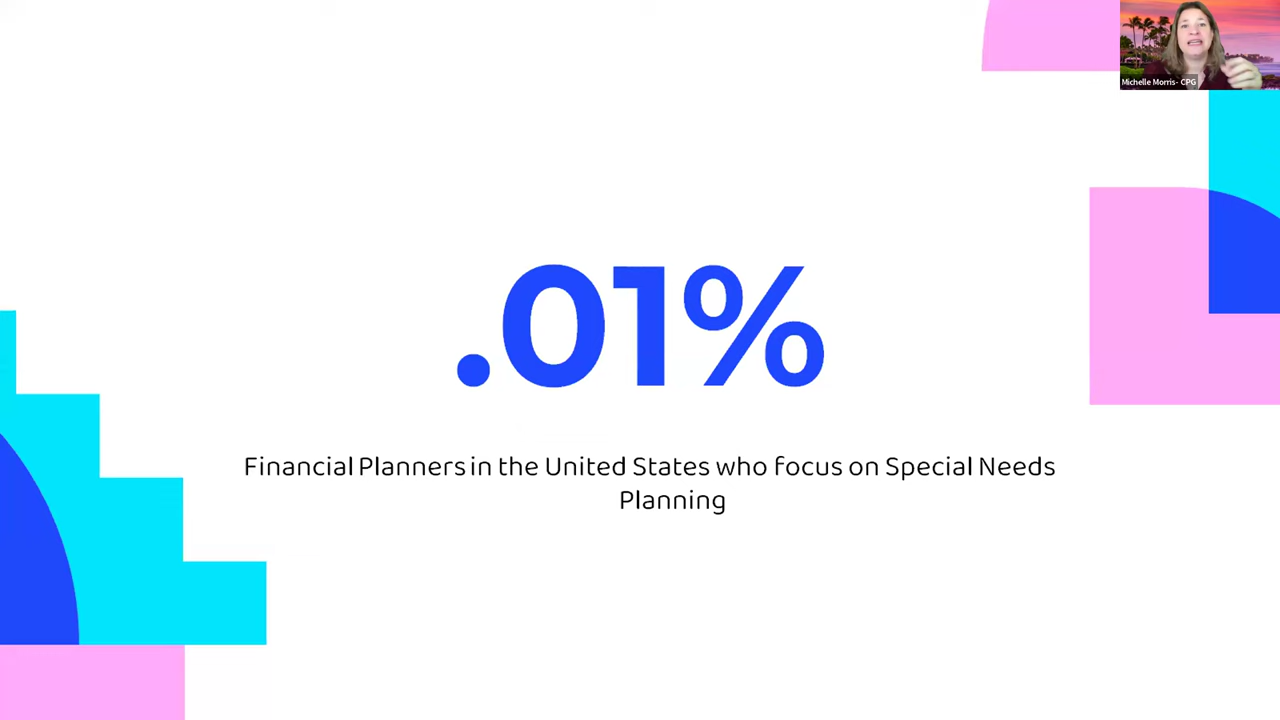 Michelle Morris- CPG
.01%
Financial Planners in the United States who focus on Special Needs
Planning